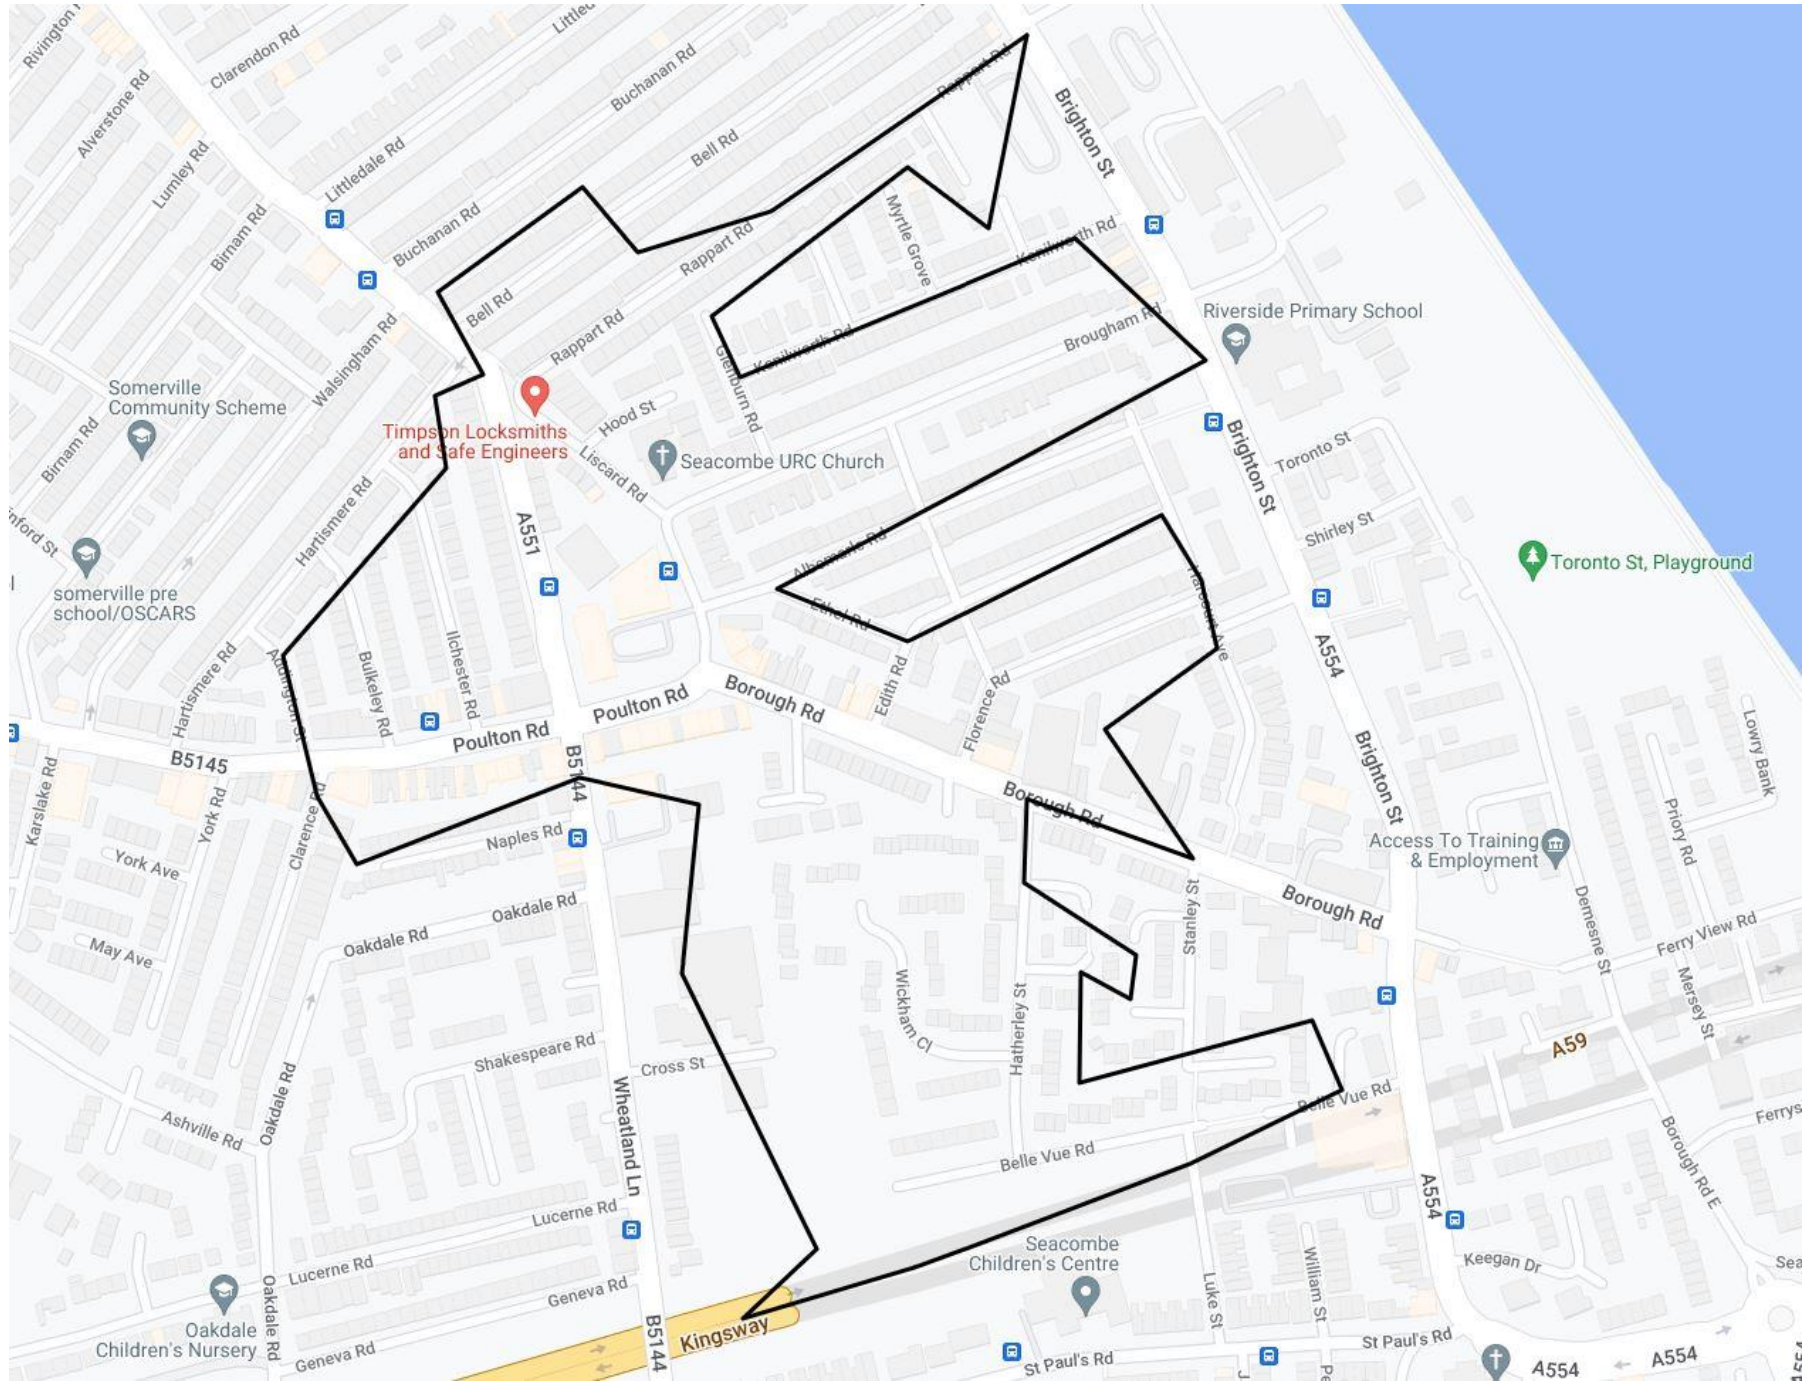 Rivington R
Clarendon Rd
Alverstone Rd
Lumley Rd
Littled
Buchanan Rd
Rappart Rd
Brighton St
Bell Rd
Littledale Rd
Birnam Rd
Buchanan Rd
Rappart Rd
Myrtle Grove
Kenilworth Rd
Bell Rd
Walsingham Rd
Rappart Rd
Kenilworth Rd
Brougham Rd
Riverside Primary School
Somerville
Community Scheme
Glenburn Rd
Birnam Rd
Hood St
Timpson Locksmiths
and Safe Engineers
Liscard Rd
Seacombe URC Church
Brighton St
Toronto St
Hartismere Rd
A551
nford St
Albemarle Rd
Shirley St
Toronto St, Playground
somerville pre
school/OSCARS
Ethel Rd
Harcourt Ave
A554
Hartismere Rd
Addington St
Bulkeley Rd
Ilchester Rd
Edith Rd
Florence Rd
Poulton Rd
Borough Rd
Poulton Rd
B5145
B5144
Brighton St
Lowry Bank
Karslake Rd
York Rd
Clarence Rd
Borough Rd
Priory Rd
Naples Rd
York Ave
Access To Training
& Employment
Borough Rd
Stanley St
Demesne St
Ferry View Rd
Oakdale Rd
Oakdale Rd
May Ave
Wickham Cl
Hatherley St
Mersey St
A59
Shakespeare Rd
Cross St
Wheatland Ln
Oakdale Rd
Ashville Rd
Belle Vue Rd
Ferrys
Belle Vue Rd
Borough Rd E
A554
Lucerne Rd
Lucerne Rd
Seacombe
Children's Centre
Keegan Dr
Sea
Oakdale Rd
Geneva Rd
Luke St
William St
Oakdale
Children's Nursery
Geneva Rd
B5144
Kingsway
St Paul's Rd
St Paul's Rd
J
Pe
A554
A554
A554